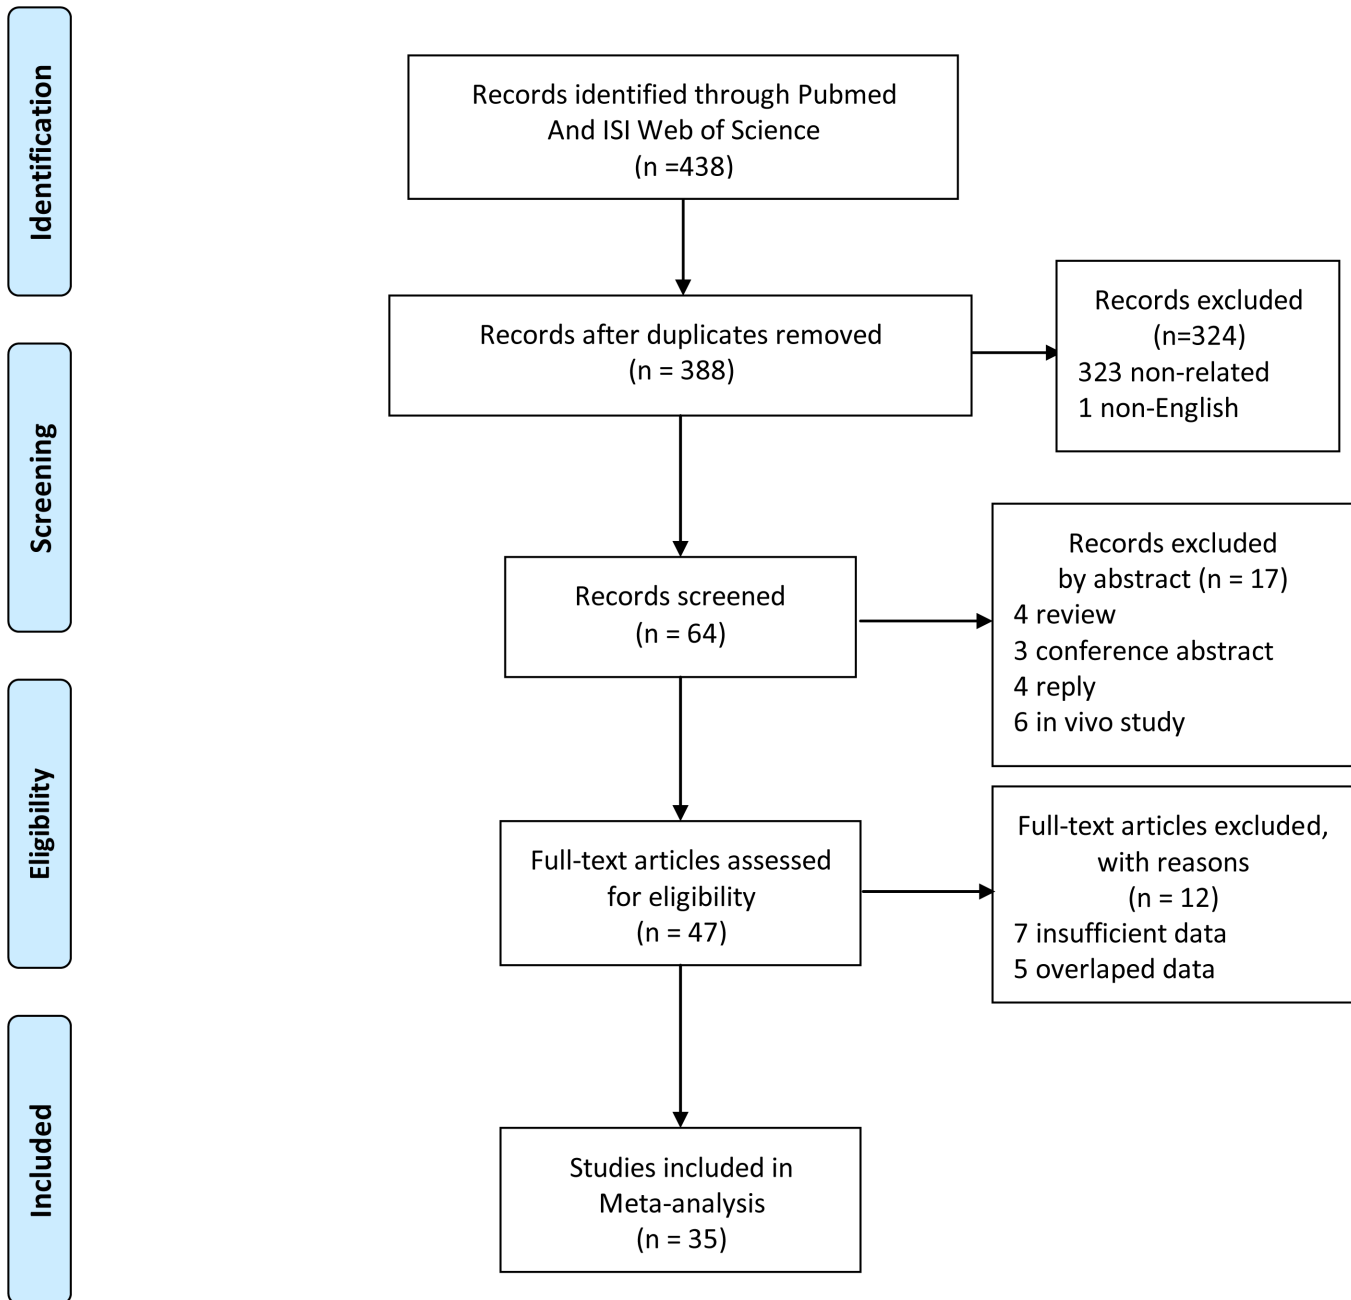 Identification
Records identified through Pubmed
And ISI Web of Science
(n =438)
Records after duplicates removed
(n = 388)
Records excluded
(n=324)
323 non-related
1 non-English
Screening
Records screened
(n = 64)
Records excluded
by abstract (n = 17)
4 review
3 conference abstract
4 reply
6 in vivo study
Eligibility
Full-text articles assessed
for eligibility
(n = 47)
Full-text articles excluded,
with reasons
(n = 12)
7 insufficient data
5 overlaped data
Included
Studies included in
Meta-analysis
(n = 35)